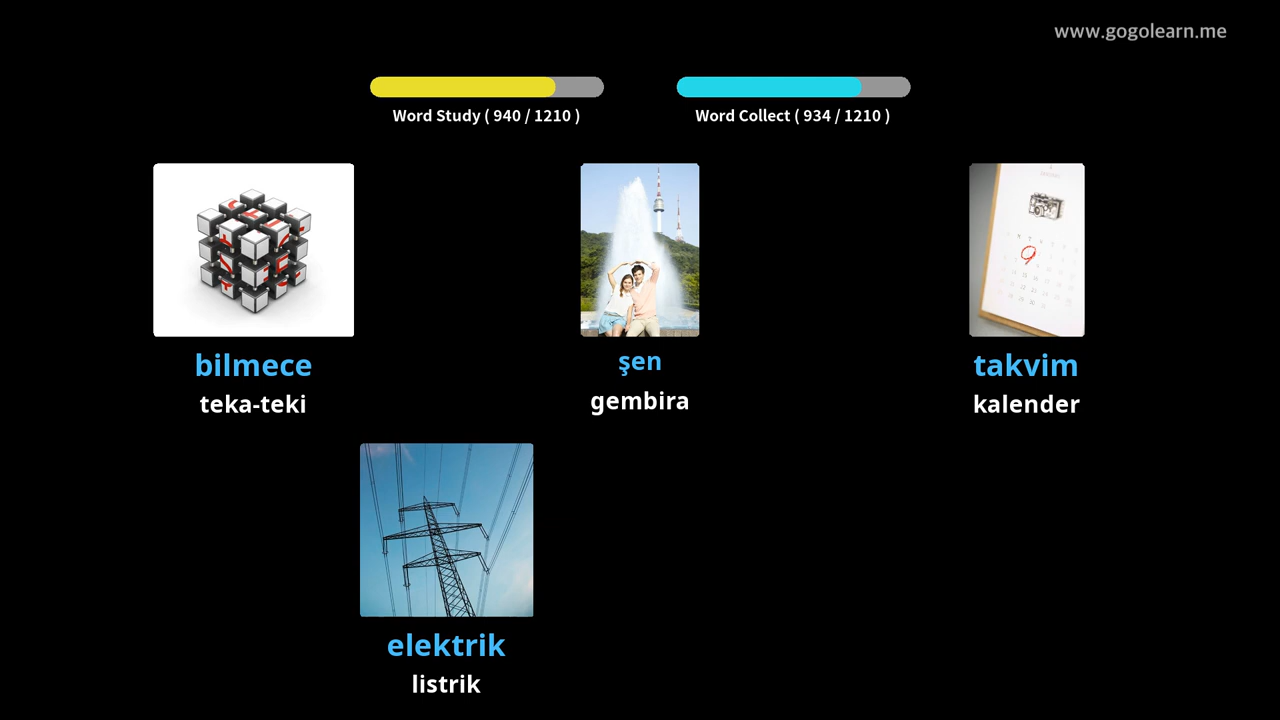 www.gogolearn.me
Word Study ( 940 / 1210 )
Word Collect ( 934 / 1210 )
bilmece
teka-teki
şen
gembira
takvim
kalender
elektrik
listrik